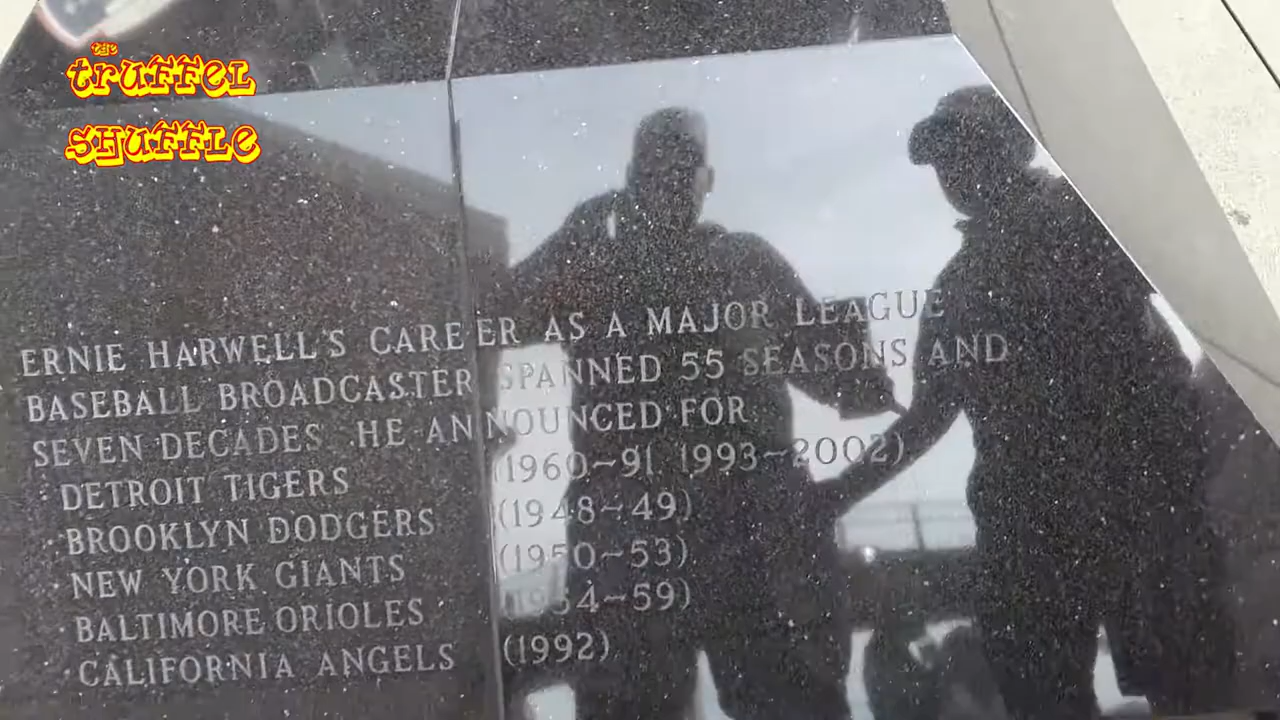 the
truffel
shuffle
ERNIE HARWELL'S CAREER AS A MAJOR LEAGUE
BASEBALL BROADCASTER SPANNED 55 SEASONS AND
SEVEN DECADES. HE ANNOUNCED FOR
· DETROIT TIGERS (1960~91, 1993~2002)
· BROOKLYN DODGERS (1948~49)
· NEW YORK GIANTS (1950~53)
· BALTIMORE ORIOLES (1954~59)
· CALIFORNIA ANGELS (1992)